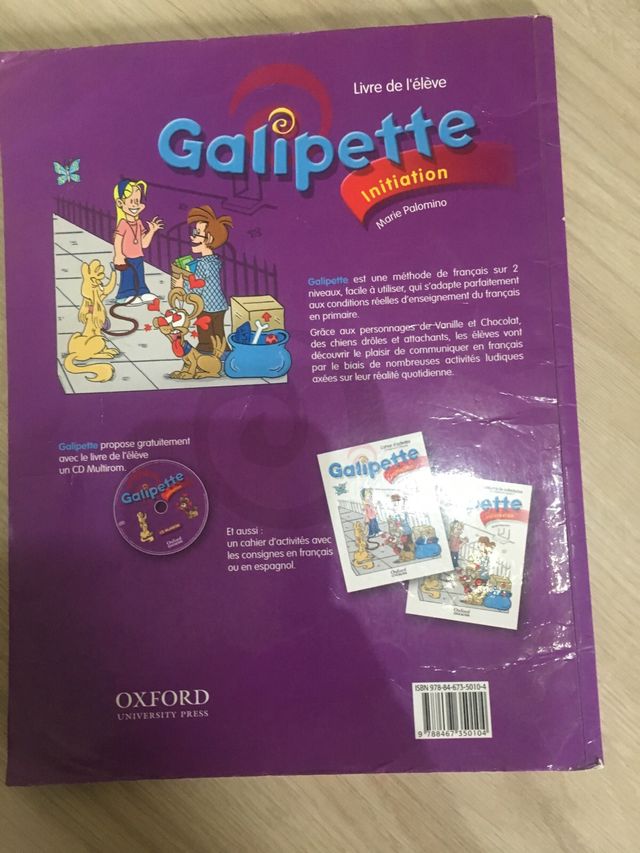 Livre de l'élève
Galipette
Initiation
Marie Palomino
Galipette est une méthode de français sur 2
niveaux, facile à utiliser, qui s'adapte parfaitement
aux conditions réelles d'enseignement du français
en primaire.
Grâce aux personnages de Vanille et Chocolat,
des chiens drôles et attachants, les élèves vont
découvrir le plaisir de communiquer en français
par le biais de nombreuses activités ludiques
axées sur leur réalité quotidienne.
Galipette propose gratuitement
avec le livre de l'élève
un CD Multirom.
Galipette
Et aussi :
un cahier d'activités avec
les consignes en français
ou en espagnol.
Cahier d'activités
Galipette
Oxford
Oxford
OXFORD
UNIVERSITY PRESS
ISBN 978-84-673-5010-4
9 788467 350104